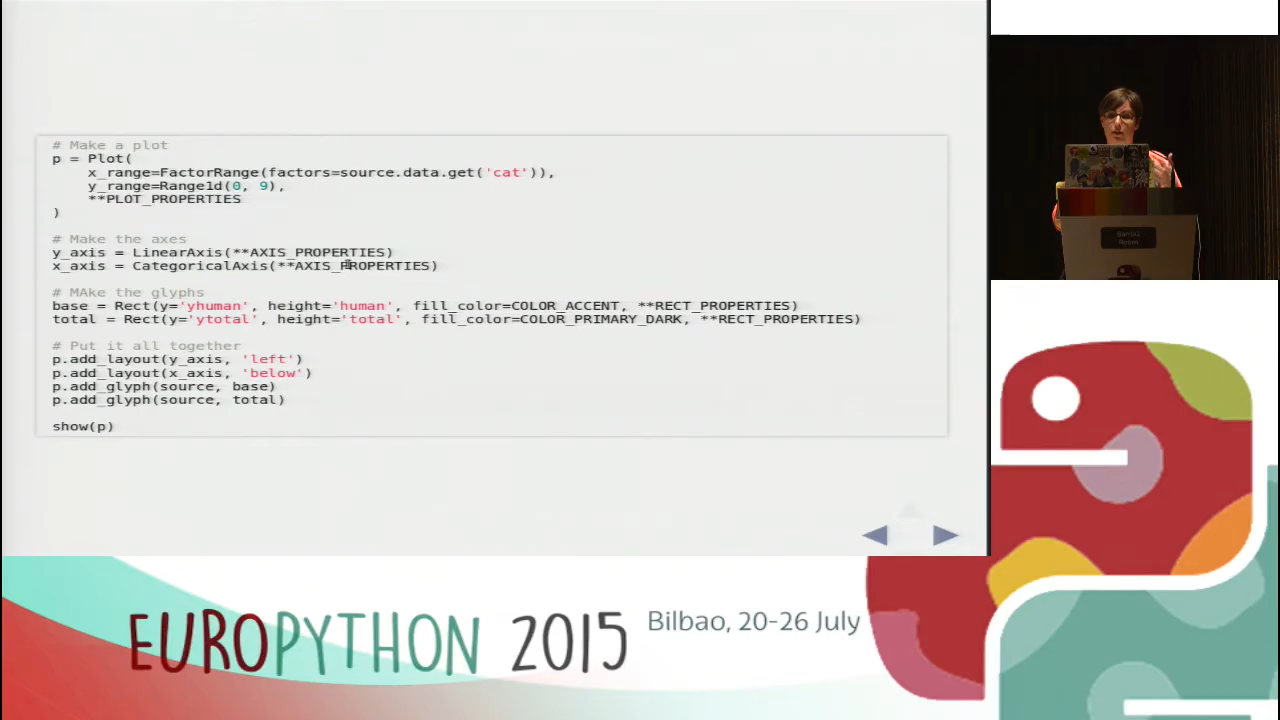 # Make a plot
p = Plot(
x_range=FactorRange(factors=source.data.get('cat')),
y_range=Range1d(0, 9),
**PLOT_PROPERTIES
)
# Make the axes
y_axis = LinearAxis(**AXIS_PROPERTIES)
x_axis = CategoricalAxis(**AXIS_PROPERTIES)
# MAke the glyphs
base = Rect(y='yhuman', height='human', fill_color=COLOR_ACCENT, **RECT_PROPERTIES)
total = Rect(y='ytotal', height='total', fill_color=COLOR_PRIMARY_DARK, **RECT_PROPERTIES)
# Put it all together
p.add_layout(y_axis, 'left')
p.add_layout(x_axis, 'below')
p.add_glyph(source, base)
p.add_glyph(source, total)
show(p)
Barria2
Room
EUROPYTHON 2015
Bilbao, 20-26 July